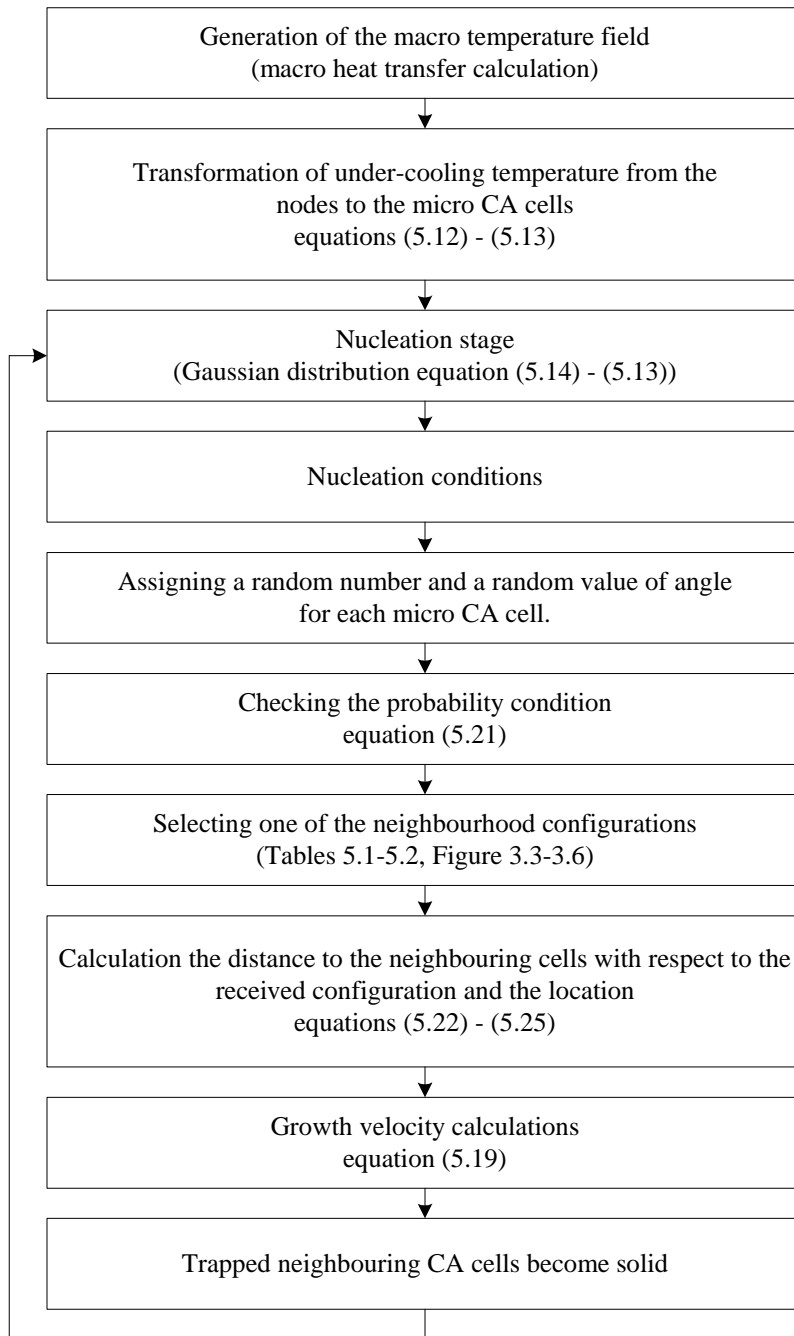 Generation of the macro temperature field
(macro heat transfer calculation)
Transformation of under-cooling temperature from the
nodes to the micro CA cells
equations (5.12) - (5.13)
Nucleation stage
(Gaussian distribution equation (5.14) - (5.13))
Nucleation conditions
Assigning a random number and a random value of angle
for each micro CA cell.
Checking the probability condition
equation (5.21)
Selecting one of the neighbourhood configurations
(Tables 5.1-5.2, Figure 3.3-3.6)
Calculation the distance to the neighbouring cells with respect to the
received configuration and the location
equations (5.22) - (5.25)
Growth velocity calculations
equation (5.19)
Trapped neighbouring CA cells become solid